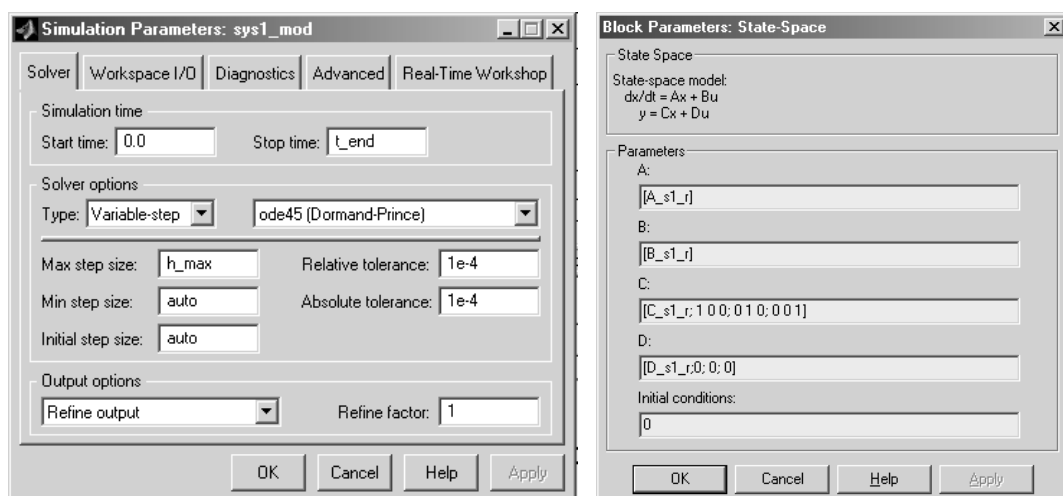 Simulation Parameters: sys1_mod
Solver Workspace I/O Diagnostics Advanced Real-Time Workshop
Simulation time
Start time: 0.0 Stop time: t_end
Solver options
Type: Variable-step ode45 (Dormand-Prince)
Max step size: h_max Relative tolerance: 1e-4
Min step size: auto Absolute tolerance: 1e-4
Initial step size: auto
Output options
Refine output Refine factor: 1
OK Cancel Help Apply
Block Parameters: State-Space
State Space
State-space model:
dx/dt = Ax + Bu
y = Cx + Du
Parameters
A:
[A_s1_r]
B:
[B_s1_r]
C:
[C_s1_r; 1 0 0; 0 1 0; 0 0 1]
D:
[D_s1_r;0; 0; 0]
Initial conditions:
0
OK Cancel Help Apply